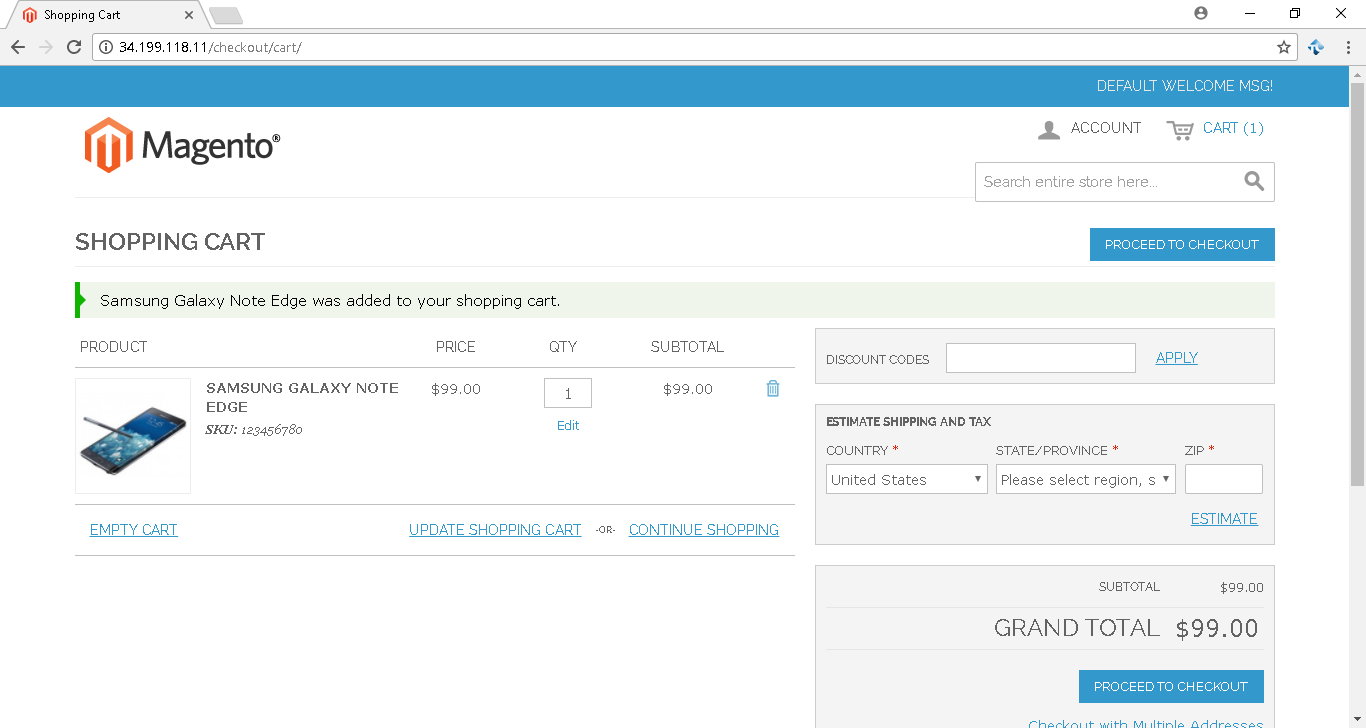 Shopping Cart
34.199.118.11/checkout/cart/
DEFAULT WELCOME MSG!
Magento®
ACCOUNT
CART (1)
Search entire store here...
SHOPPING CART
PROCEED TO CHECKOUT
Samsung Galaxy Note Edge was added to your shopping cart.
PRODUCT PRICE QTY SUBTOTAL
SAMSUNG GALAXY NOTE
EDGE
SKU: 123456780
$99.00 1 $99.00
Edit
EMPTY CART UPDATE SHOPPING CART -OR- CONTINUE SHOPPING
DISCOUNT CODES APPLY
ESTIMATE SHIPPING AND TAX
COUNTRY * STATE/PROVINCE * ZIP *
United States Please select region, s
ESTIMATE
SUBTOTAL $99.00
GRAND TOTAL $99.00
PROCEED TO CHECKOUT
Checkout with Multiple Addresses